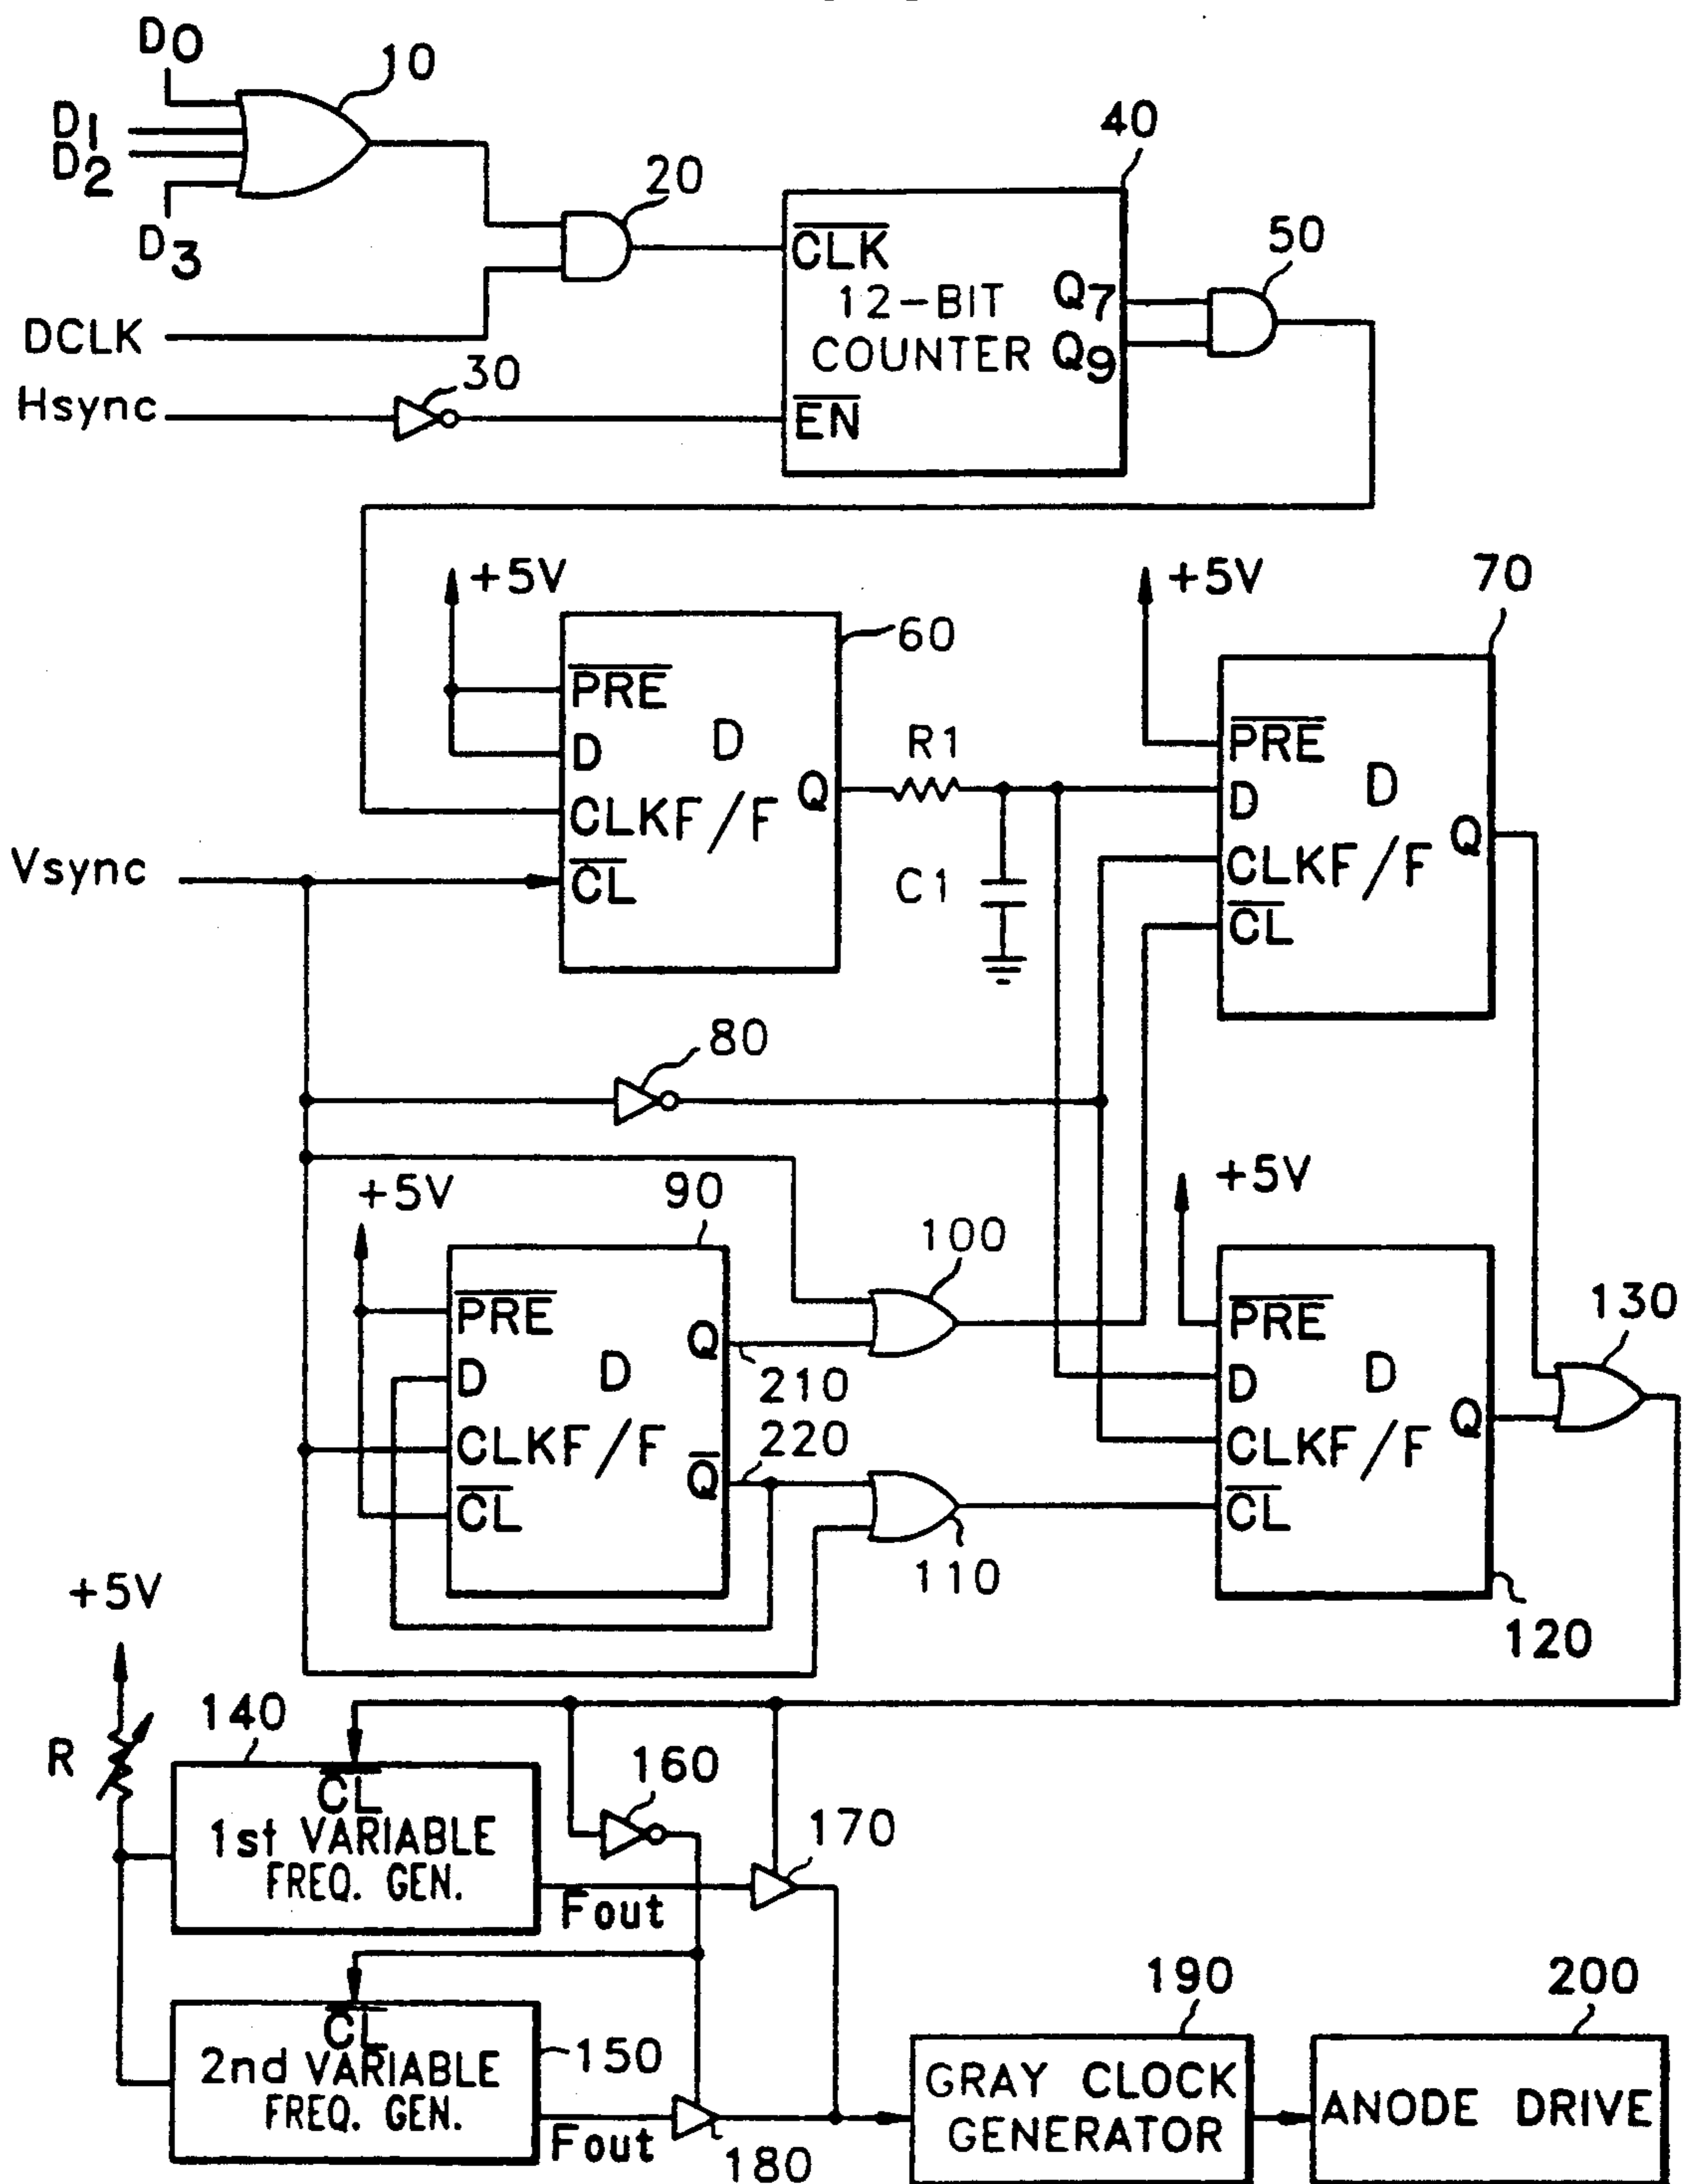 D0
10
D1
D2
D3
20
40
DCLK
Hsync
30
CLK
12-BIT
COUNTER
EN
Q7
Q9
50
+5V
60
PRE
D
D
CLKF/F
CL
Q
R1
C1
+5V
70
PRE
D
D
CLKF/F
CL
Q
Vsync
80
+5V
90
PRE
D
D
CLKF/F
CL
Q
Q
210
220
100
110
+5V
PRE
D
D
CLKF/F
CL
Q
120
130
+5V
R
140
CL
1st VARIABLE
FREQ. GEN.
Fout
160
170
CL
2nd VARIABLE
FREQ. GEN.
150
Fout
180
190
GRAY CLOCK
GENERATOR
200
ANODE DRIVE